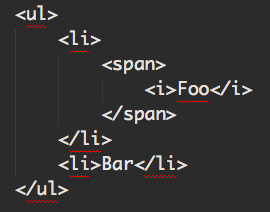 <ul>
<li>
<span>
<i>Foo</i>
</span>
</li>
<li>Bar</li>
</ul>